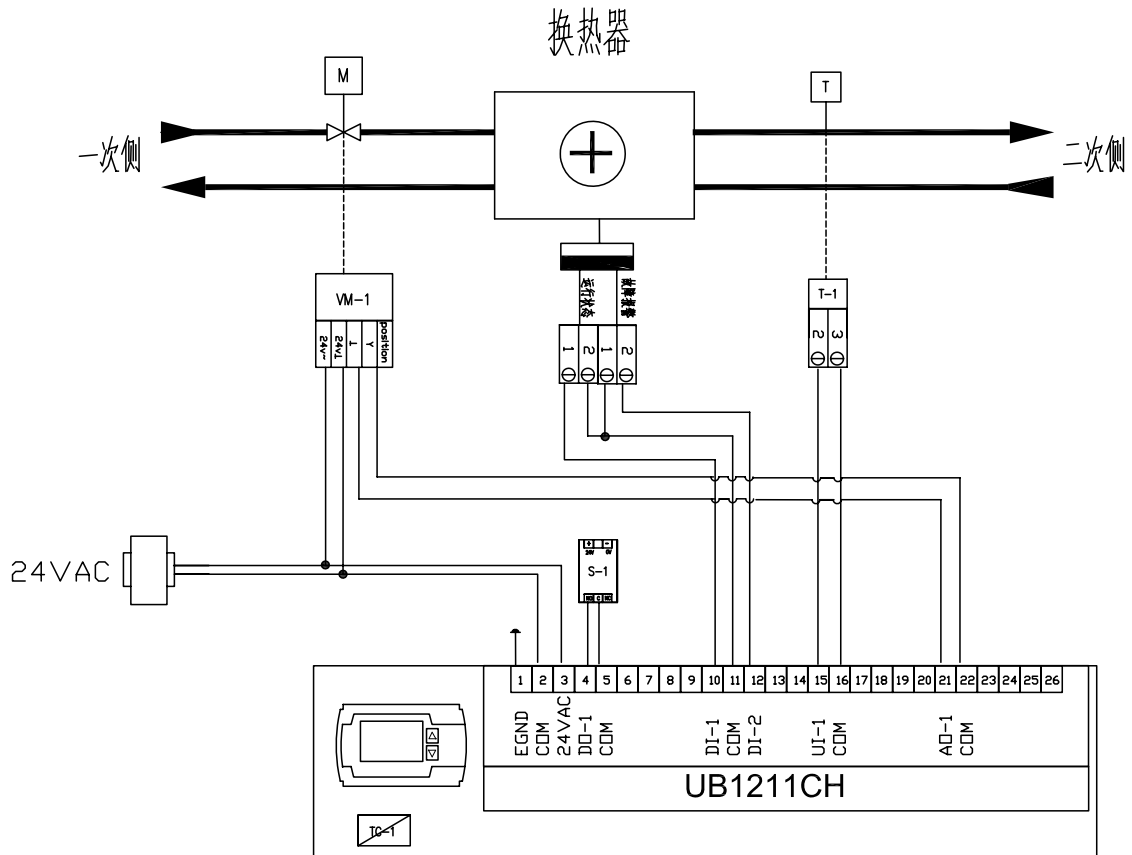 换热器
M
T
一次侧
二次侧
VM-1
24v~
24v⊥
⊥
Y
position
运行状态
故障报警
1
2
1
2
T-1
2
3
24VAC
+ -
24V 0V
S-1
NO C NC
1 2 3 4 5 6 7 8 9 10 11 12 13 14 15 16 17 18 19 20 21 22 23 24 25 26
EGND
COM
24VAC
DO-1
COM
DI-1
COM
DI-2
UI-1
COM
AO-1
COM
UB1211CH
TC-1